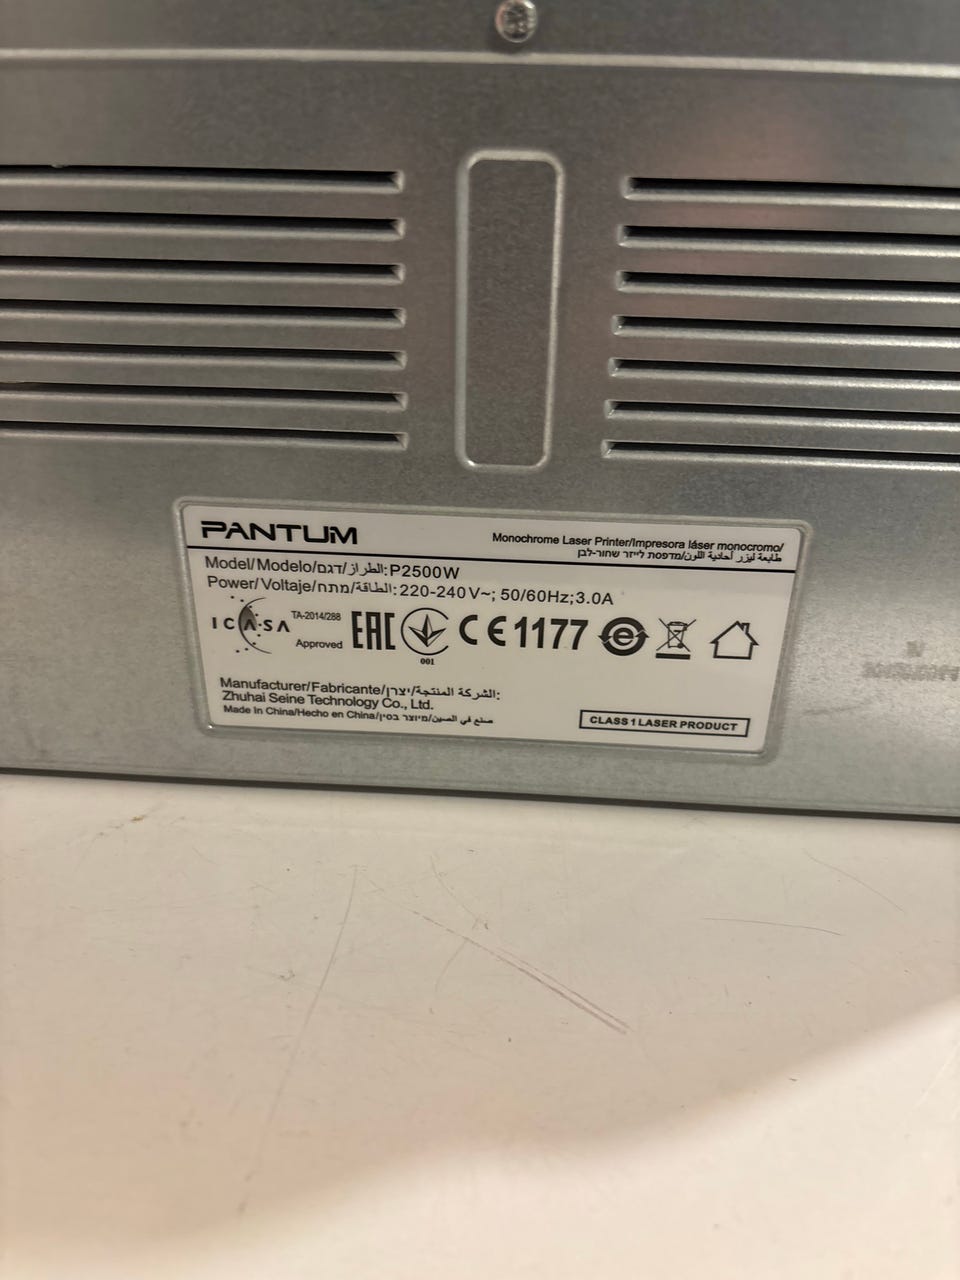 PANTUM
Monochrome Laser Printer/Impresora láser monocromo/
طابعة ليزر أحادية اللون/מדפסת לייזר שחור-לבן
Model/Modelo/דגם/الطراز:P2500W
Power/Voltaje/מתח/الطاقة:220-240V~; 50/60Hz;3.0A
ICASA TA-2014/288 Approved EAC 001 CE1177 e
Manufacturer/Fabricante/יצרן/الشركة المنتجة:
Zhuhai Seine Technology Co., Ltd.
Made In China/Hecho en China/מיוצר בסין/صنع في الصين
CLASS 1 LASER PRODUCT